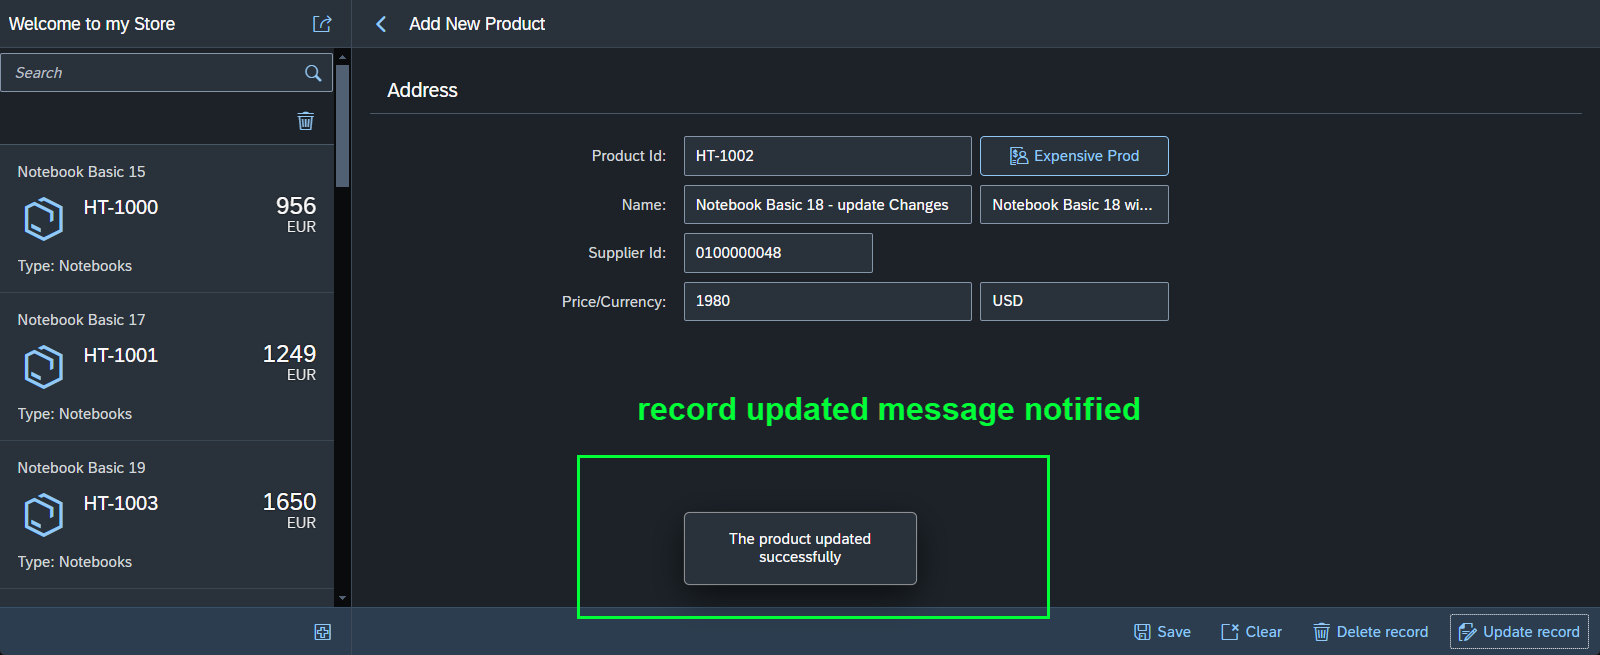 Welcome to my Store
Add New Product
Search
Notebook Basic 15
HT-1000
956
EUR
Type: Notebooks
Notebook Basic 17
HT-1001
1249
EUR
Type: Notebooks
Notebook Basic 19
HT-1003
1650
EUR
Type: Notebooks
Address
Product Id: HT-1002 Expensive Prod
Name: Notebook Basic 18 - update Changes Notebook Basic 18 wi...
Supplier Id: 0100000048
Price/Currency: 1980 USD
record updated message notified
The product updated
successfully
Save Clear Delete record Update record